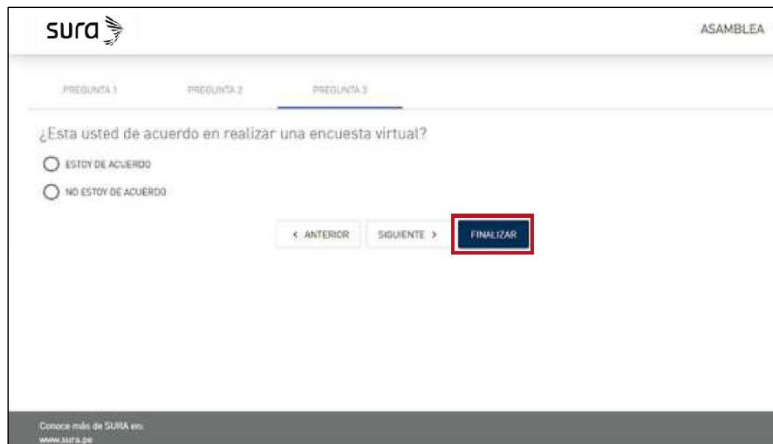 sura
ASAMBLEA
PREGUNTA 1 PREGUNTA 2 PREGUNTA 3
¿Esta usted de acuerdo en realizar una encuesta virtual?
ESTOY DE ACUERDO
NO ESTOY DE ACUERDO
< ANTERIOR SIGUIENTE > FINALIZAR
Conoce más de SURA en:
www.sura.pe